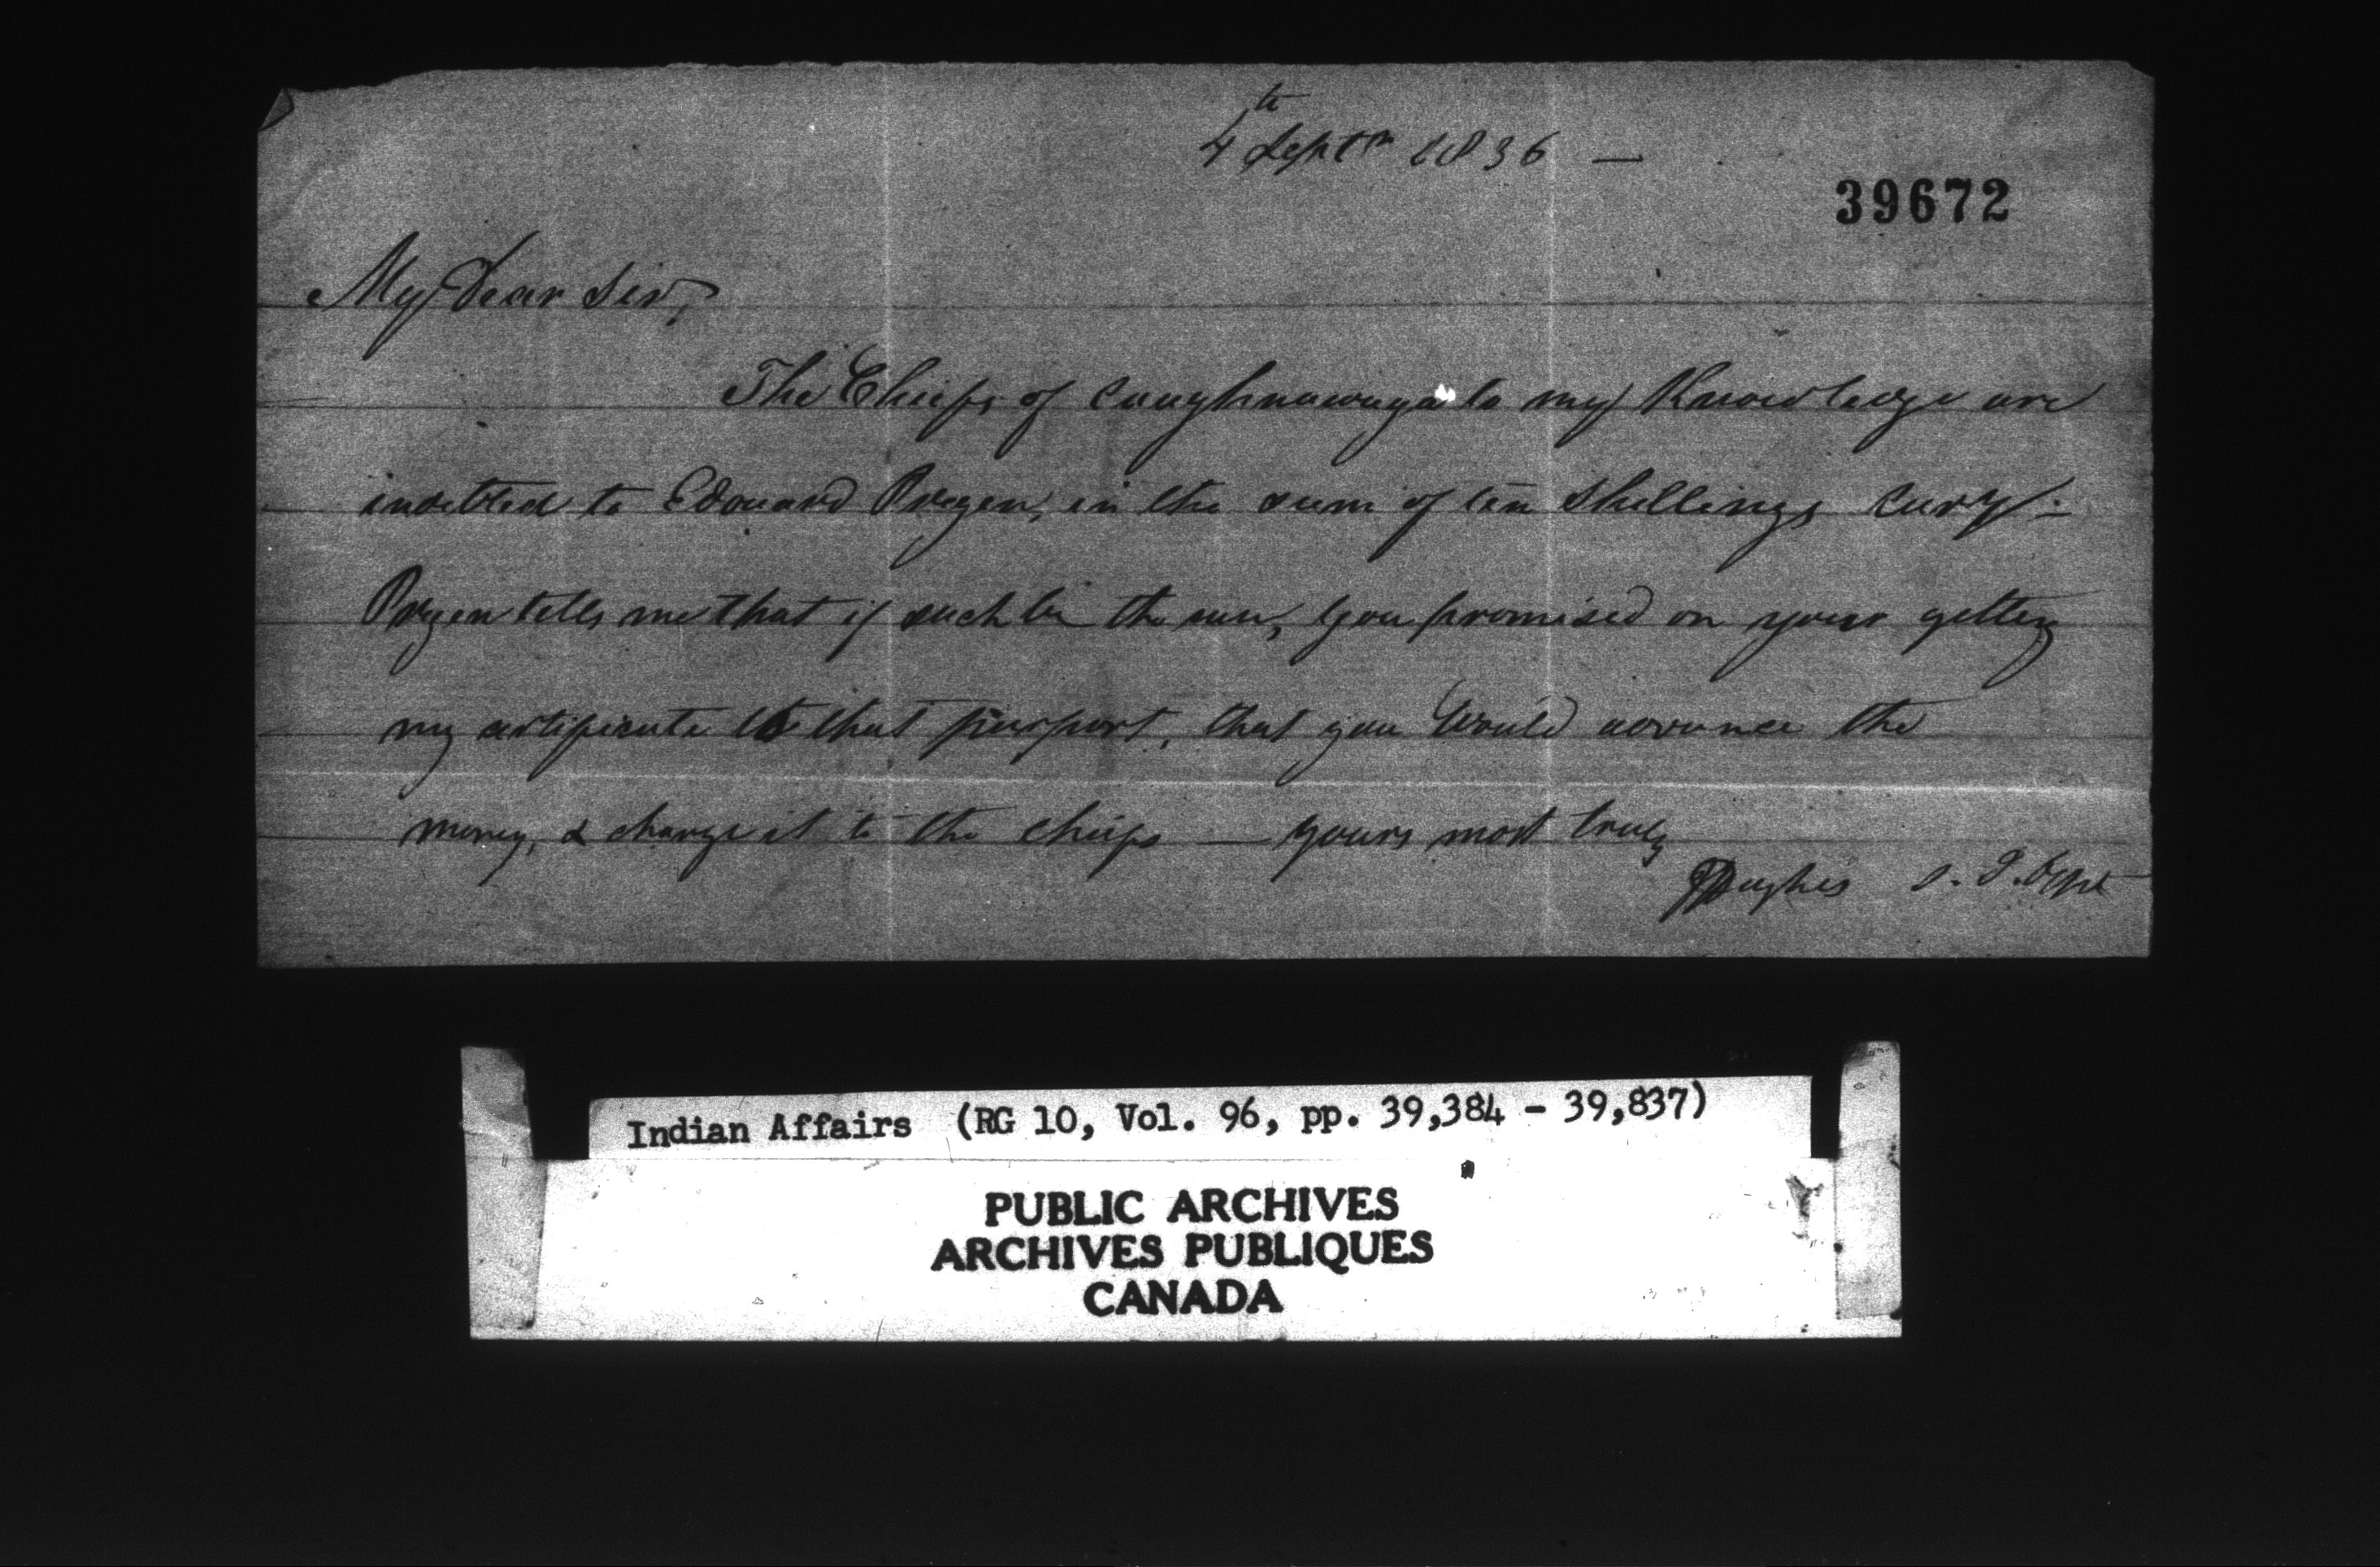 4th Septr 1836 —
39672
My Dear Sir,
The Chiefs of Caughnawaga to my Knowledge are
indebted to Edouard in the sum of ten Shillings Curry:
tells me that if such be the case, you promised on your getting
my certificate to that purport, that you Would advance the
money, & charge it to the chiefs — yours most truly
JHughes S. I. Dept
Indian Affairs (RG 10, Vol. 96, pp. 39,384 - 39,837)
PUBLIC ARCHIVES
ARCHIVES PUBLIQUES
CANADA